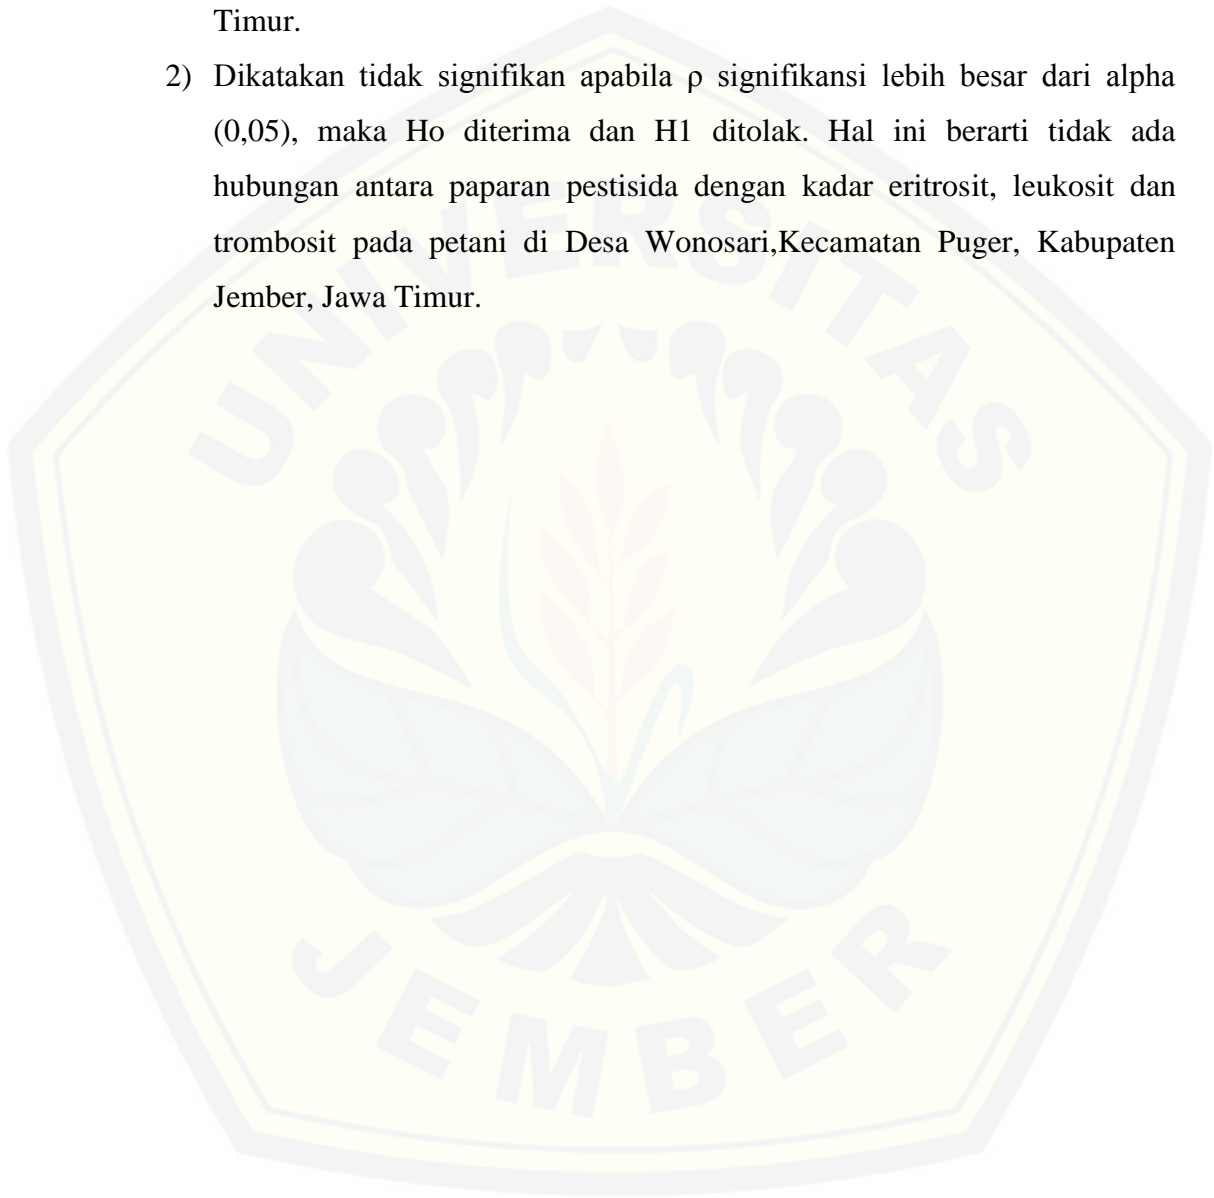 Timur.
2) Dikatakan tidak signifikan apabila ρ signifikansi lebih besar dari alpha
(0,05), maka Ho diterima dan H1 ditolak. Hal ini berarti tidak ada
hubungan antara paparan pestisida dengan kadar eritrosit, leukosit dan
trombosit pada petani di Desa Wonosari,Kecamatan Puger, Kabupaten
Jember, Jawa Timur.
UNIVERSITAS
JEMBER